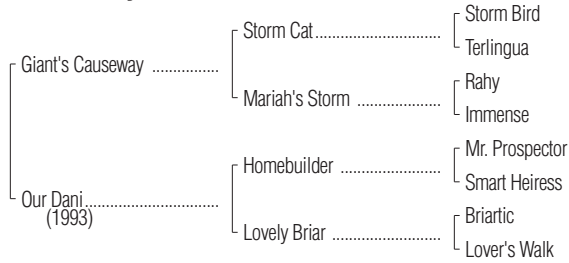 Storm Bird
Storm Cat
Terlingua
Giant's Causeway
Rahy
Mariah's Storm
Immense
Mr. Prospector
Homebuilder
Smart Heiress
Our Dani
(1993)
Briartic
Lovely Briar
Lover's Walk